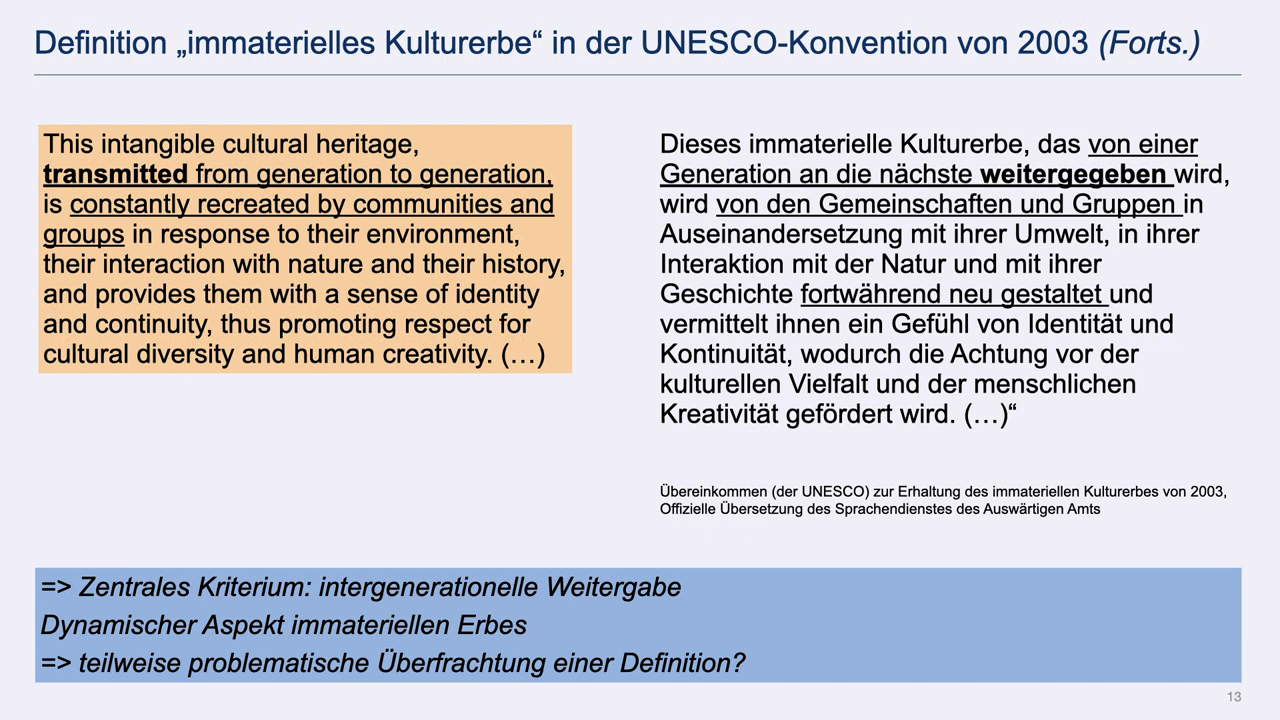 Definition „immaterielles Kulturerbe“ in der UNESCO-Konvention von 2003 (Forts.)
This intangible cultural heritage,
transmitted from generation to generation,
is constantly recreated by communities and
groups in response to their environment,
their interaction with nature and their history,
and provides them with a sense of identity
and continuity, thus promoting respect for
cultural diversity and human creativity. (…)
Dieses immaterielle Kulturerbe, das von einer
Generation an die nächste weitergegeben wird,
wird von den Gemeinschaften und Gruppen in
Auseinandersetzung mit ihrer Umwelt, in ihrer
Interaktion mit der Natur und mit ihrer
Geschichte fortwährend neu gestaltet und
vermittelt ihnen ein Gefühl von Identität und
Kontinuität, wodurch die Achtung vor der
kulturellen Vielfalt und der menschlichen
Kreativität gefördert wird. (…)“
Übereinkommen (der UNESCO) zur Erhaltung des immateriellen Kulturerbes von 2003,
Offizielle Übersetzung des Sprachendienstes des Auswärtigen Amts
=> Zentrales Kriterium: intergenerationelle Weitergabe
Dynamischer Aspekt immateriellen Erbes
=> teilweise problematische Überfrachtung einer Definition?
13